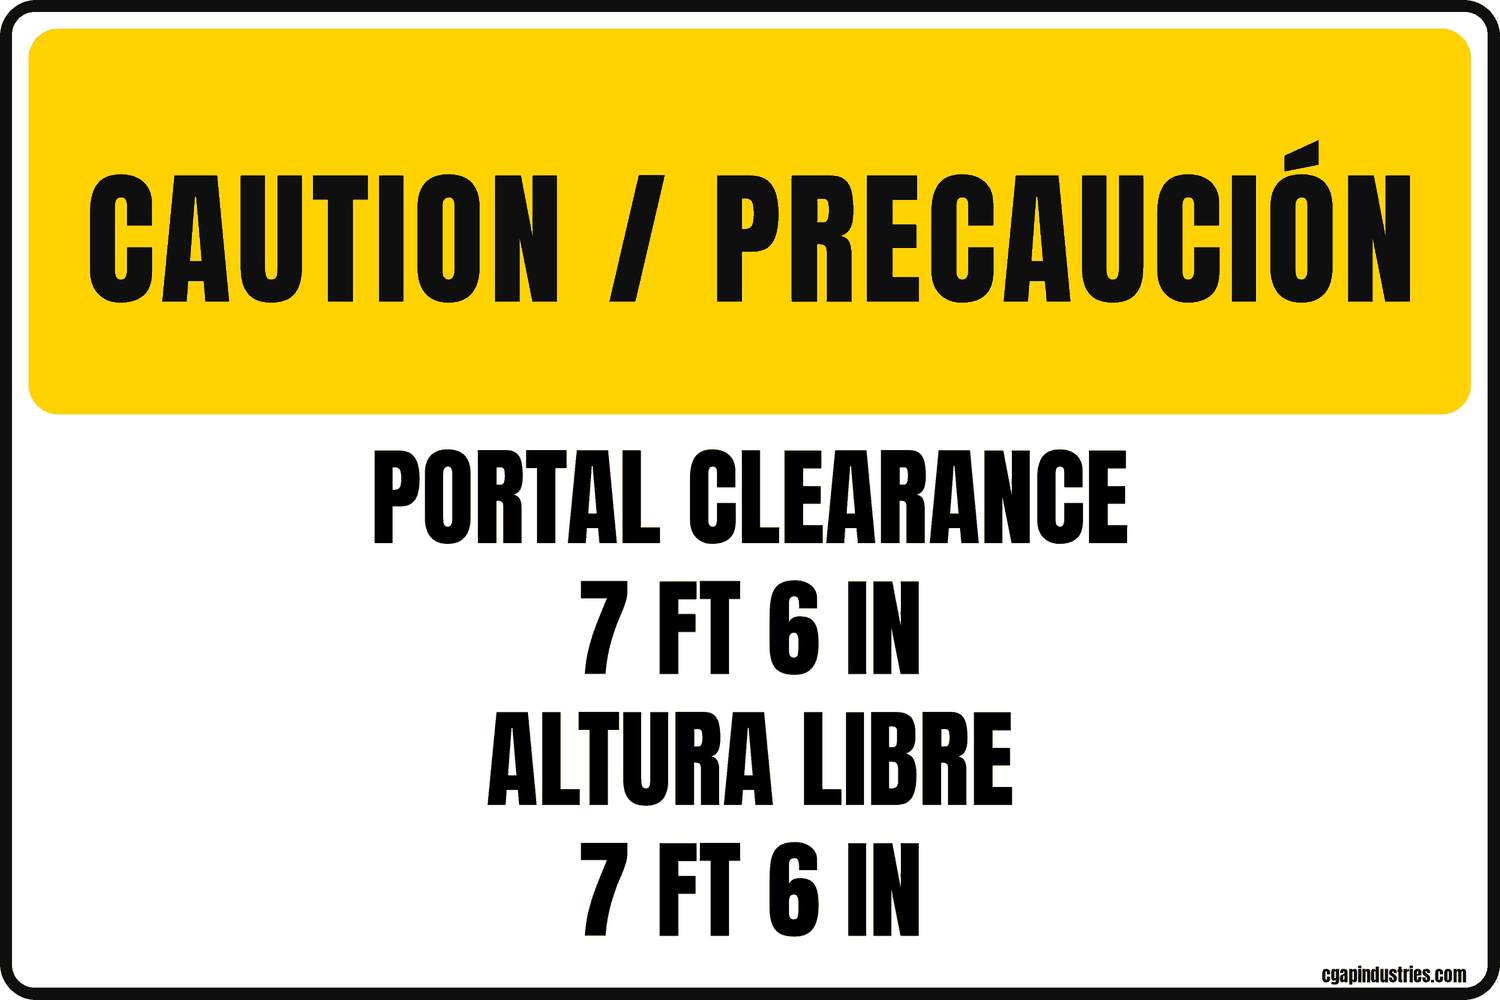 CAUTION / PRECAUCIÓN
PORTAL CLEARANCE
7 FT 6 IN
ALTURA LIBRE
7 FT 6 IN
cgapindustries.com